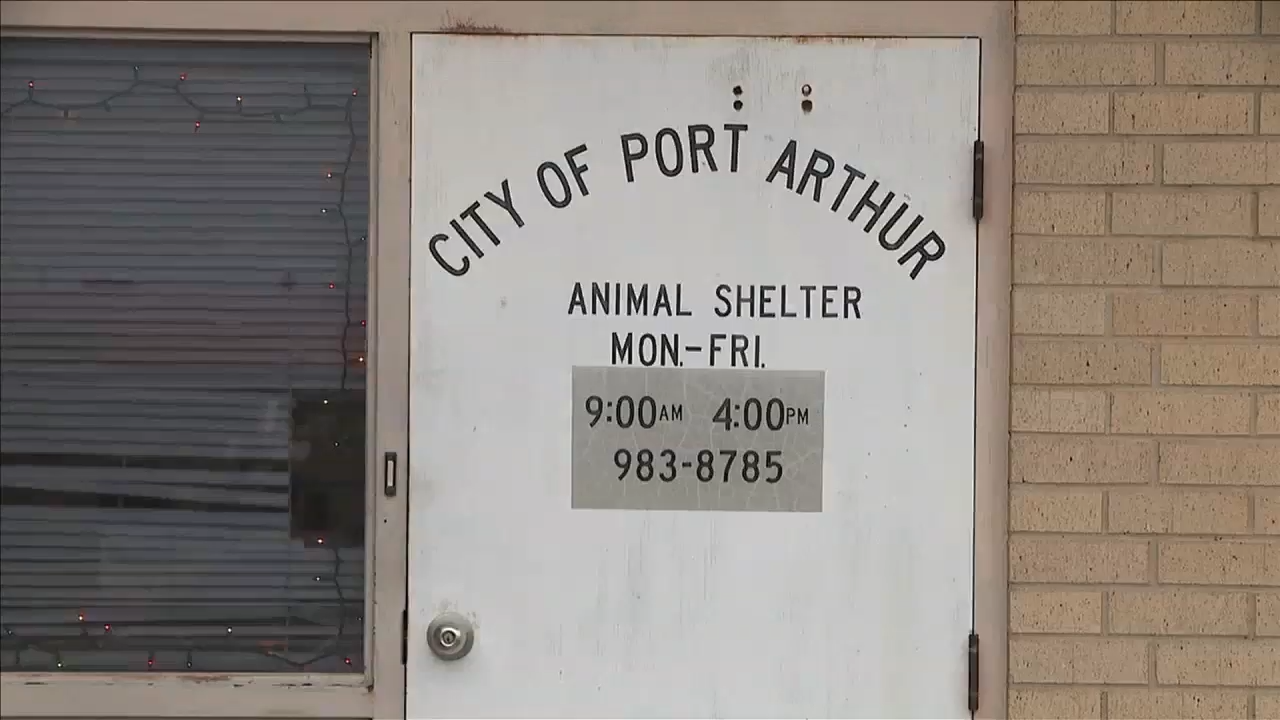 CITY OF PORT ARTHUR
ANIMAL SHELTER
MON.-FRI.
9:00AM 4:00PM
983-8785